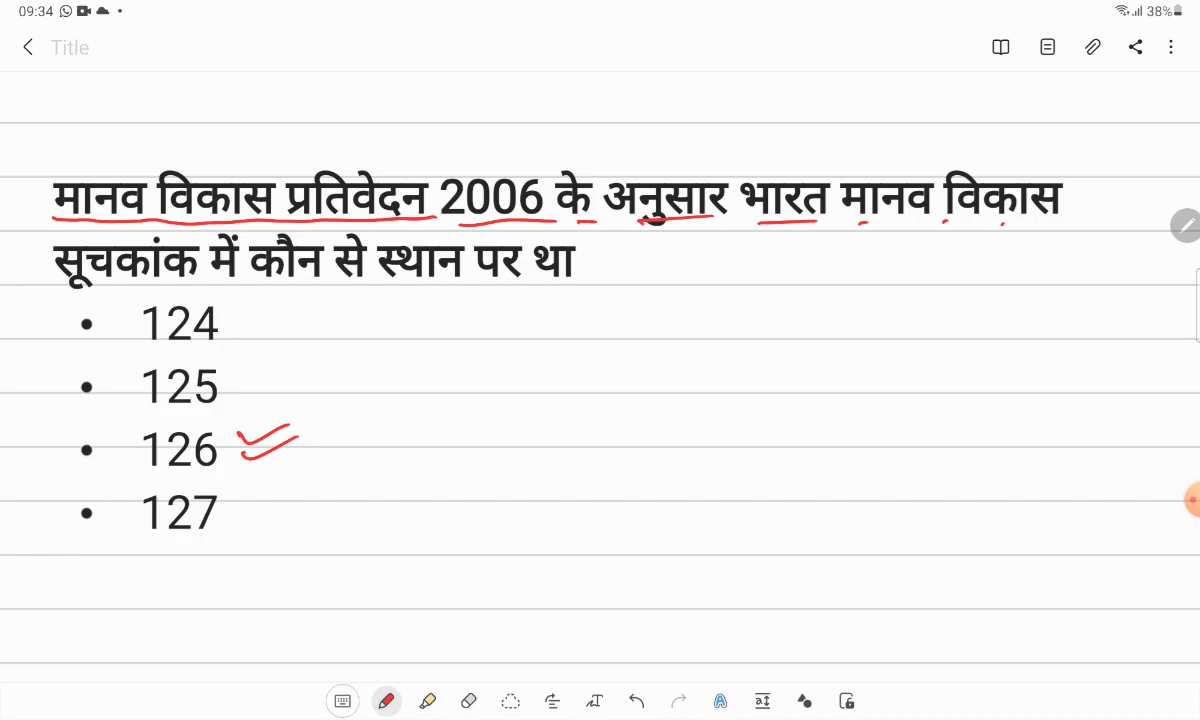 09:34 38%
Title
मानव विकास प्रतिवेदन 2006 के अनुसार भारत मानव विकास
सूचकांक में कौन से स्थान पर था
• 124
• 125
• 126
• 127